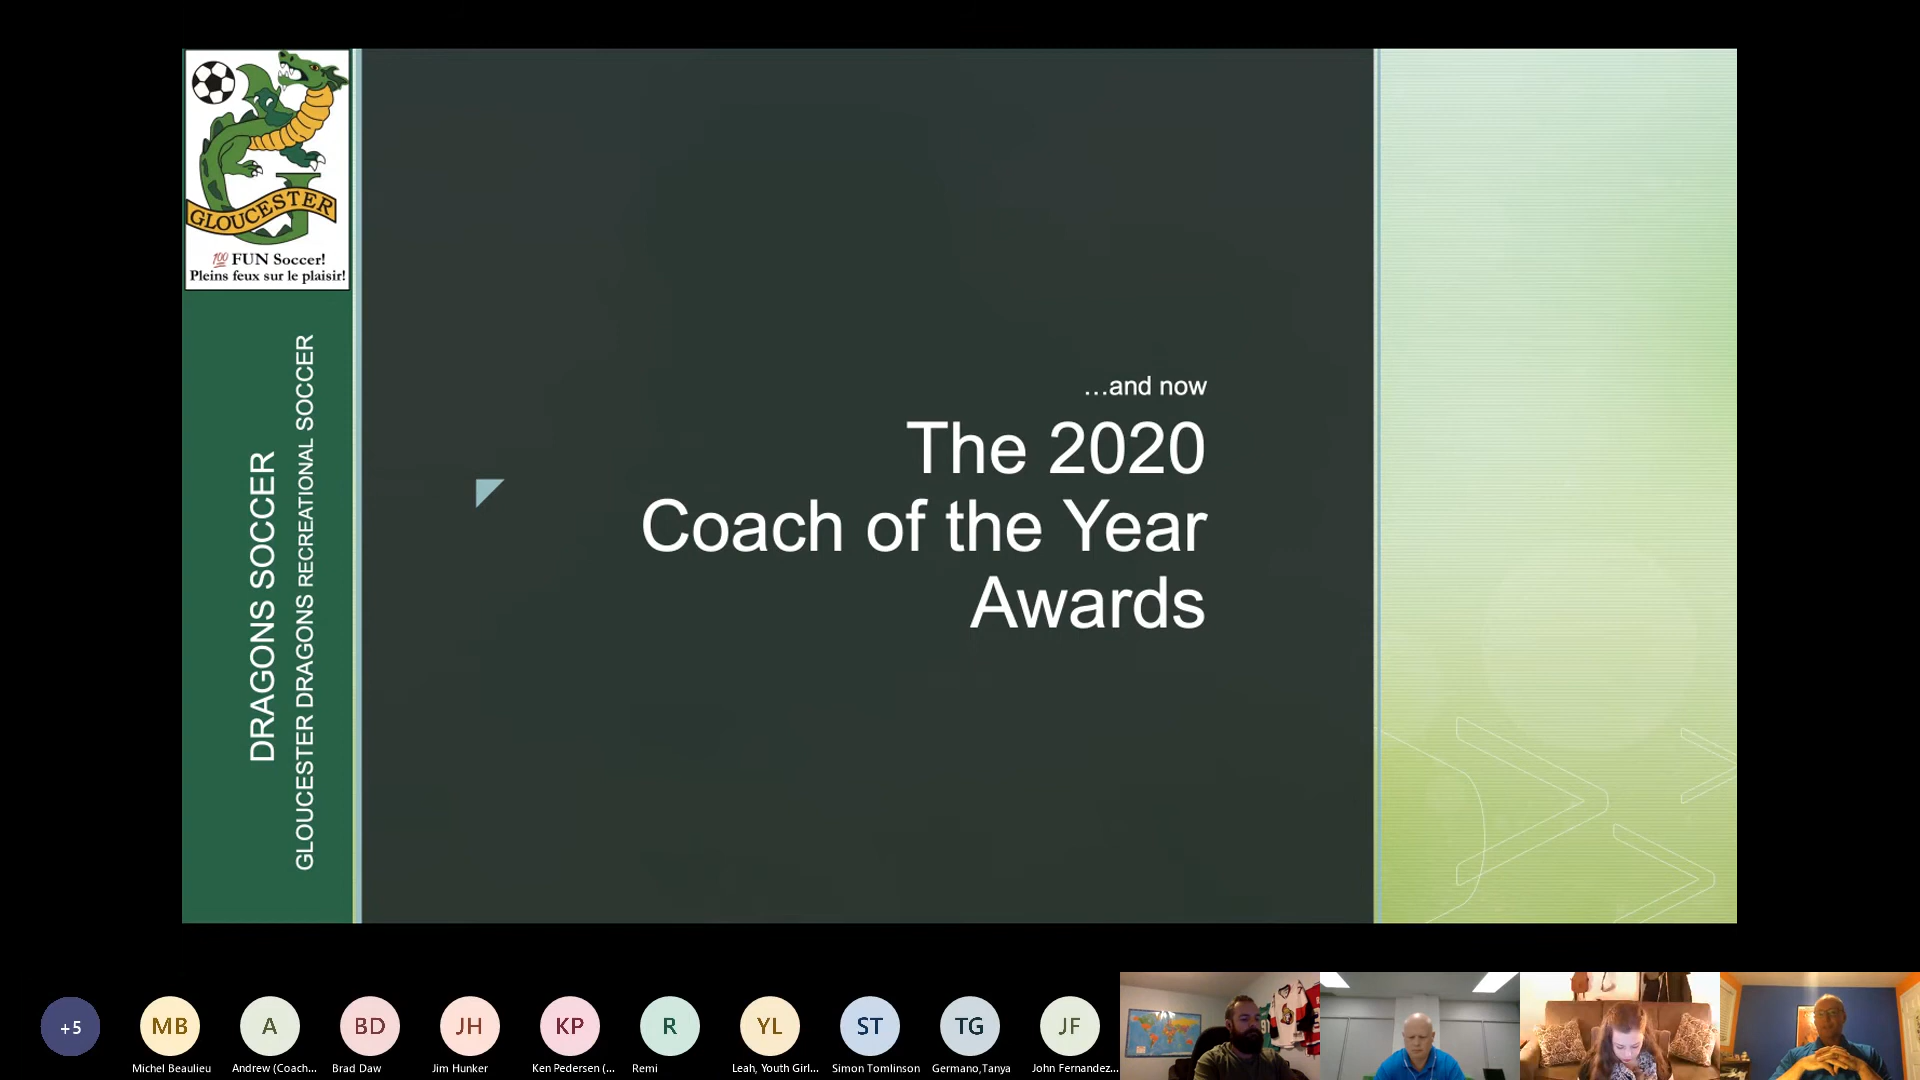 GLOUCESTER
💯 FUN Soccer!
Pleins feux sur le plaisir!
DRAGONS SOCCER
GLOUCESTER DRAGONS RECREATIONAL SOCCER
...and now
The 2020
Coach of the Year
Awards
+5
MB
A
BD
JH
KP
R
YL
ST
TG
JF
Michel Beaulieu
Andrew (Coach...
Brad Daw
Jim Hunker
Ken Pedersen (...
Remi
Leah, Youth Girl...
Simon Tomlinson
Germano,Tanya
John Fernandez...